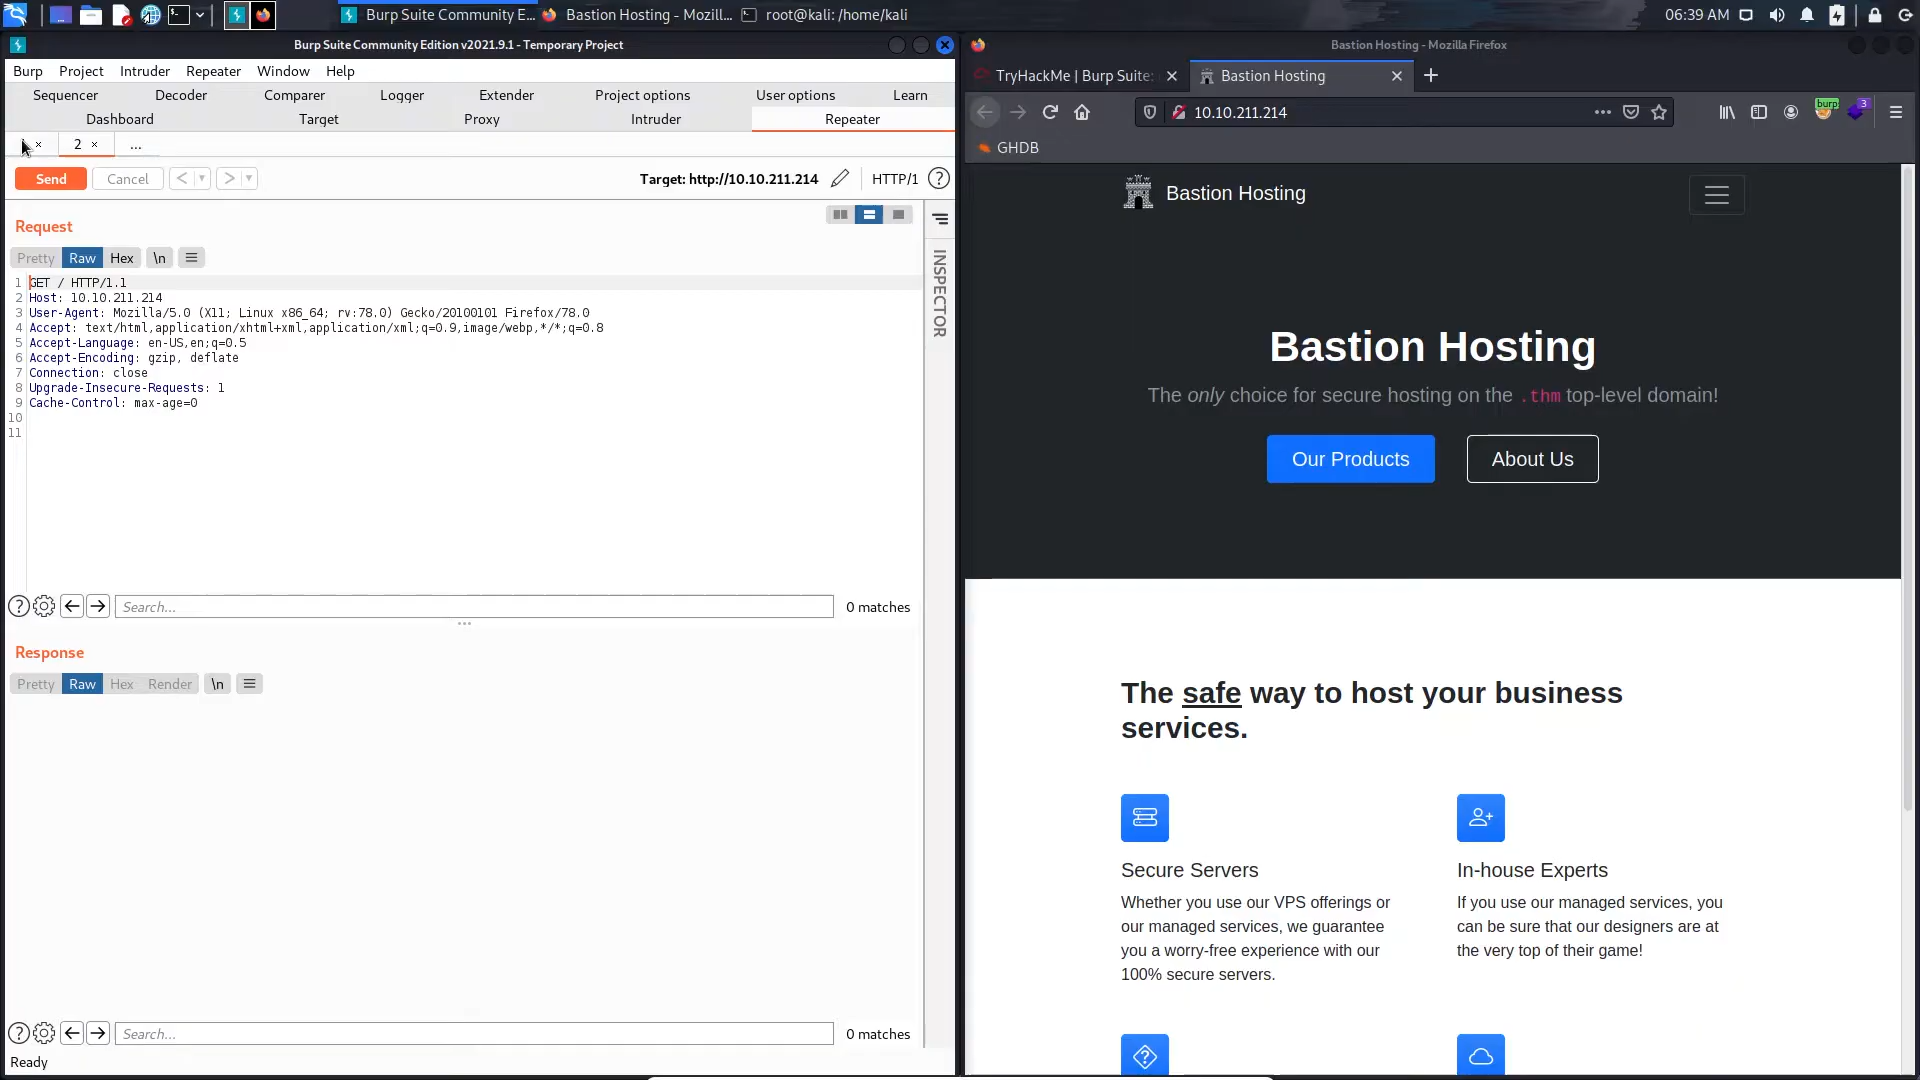 Burp Suite Community E...
Bastion Hosting - Mozill...
root@kali: /home/kali
06:39 AM
Burp Suite Community Edition v2021.9.1 - Temporary Project
Burp Project Intruder Repeater Window Help
Sequencer Decoder Comparer Logger Extender Project options User options Learn
Dashboard Target Proxy Intruder Repeater
× 2 × ...
Send Cancel < > Target: http://10.10.211.214 HTTP/1 ?
Request
Pretty Raw Hex \n
1 GET / HTTP/1.1
2 Host: 10.10.211.214
3 User-Agent: Mozilla/5.0 (X11; Linux x86_64; rv:78.0) Gecko/20100101 Firefox/78.0
4 Accept: text/html,application/xhtml+xml,application/xml;q=0.9,image/webp,*/*;q=0.8
5 Accept-Language: en-US,en;q=0.5
6 Accept-Encoding: gzip, deflate
7 Connection: close
8 Upgrade-Insecure-Requests: 1
9 Cache-Control: max-age=0
10
11
INSPECTOR
? Search... 0 matches
Response
Pretty Raw Hex Render \n
? Search... 0 matches
Ready
Bastion Hosting - Mozilla Firefox
TryHackMe | Burp Suite:
Bastion Hosting
10.10.211.214
burp
3
GHDB
Bastion Hosting
Bastion Hosting
The only choice for secure hosting on the .thm top-level domain!
Our Products
About Us
The safe way to host your business
services.
Secure Servers
Whether you use our VPS offerings or
our managed services, we guarantee
you a worry-free experience with our
100% secure servers.
In-house Experts
If you use our managed services, you
can be sure that our designers are at
the very top of their game!